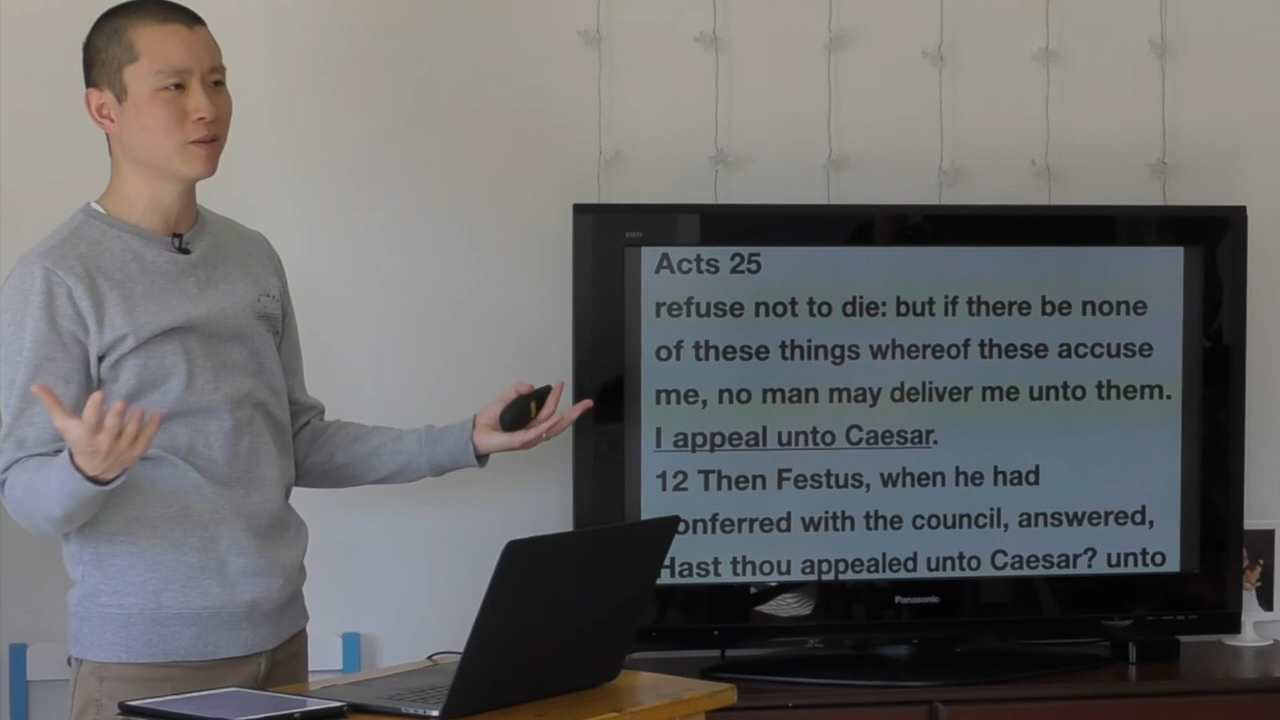 Acts 25
refuse not to die: but if there be none
of these things whereof these accuse
me, no man may deliver me unto them.
I appeal unto Caesar.
12 Then Festus, when he had
conferred with the council, answered,
Hast thou appealed unto Caesar? unto
Panasonic